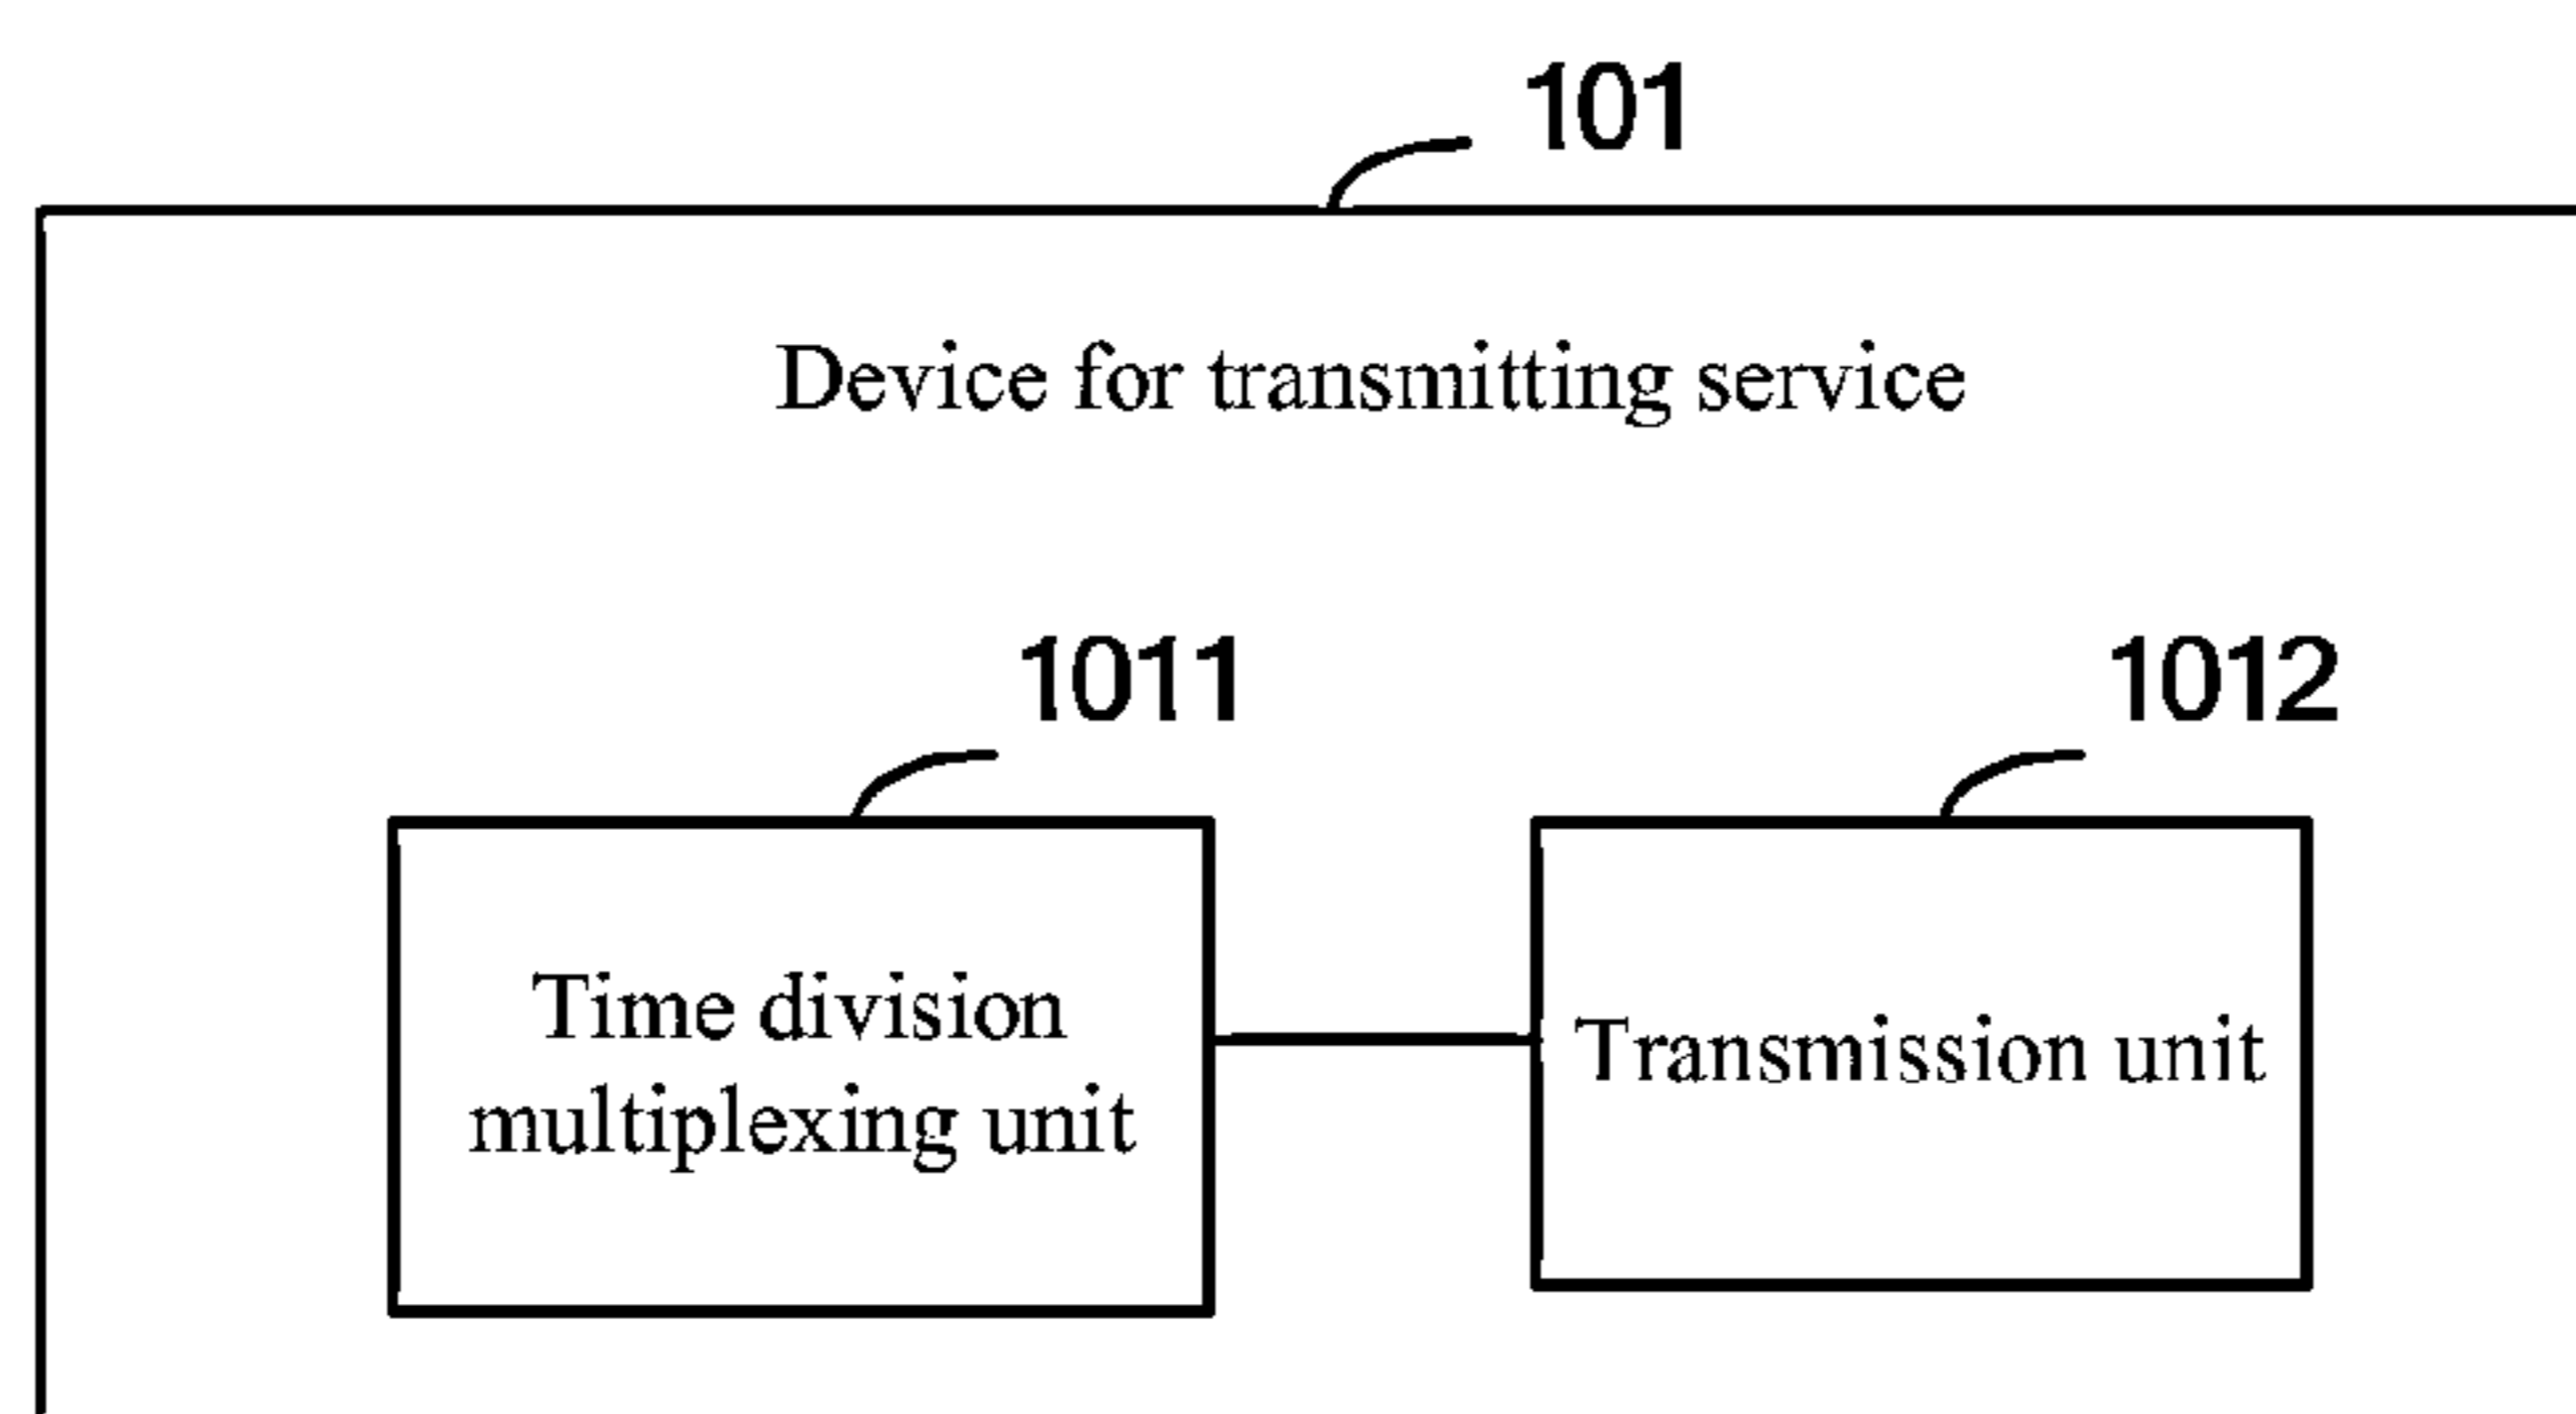 101
Device for transmitting service
1011
1012
Time division
multiplexing unit
Transmission unit